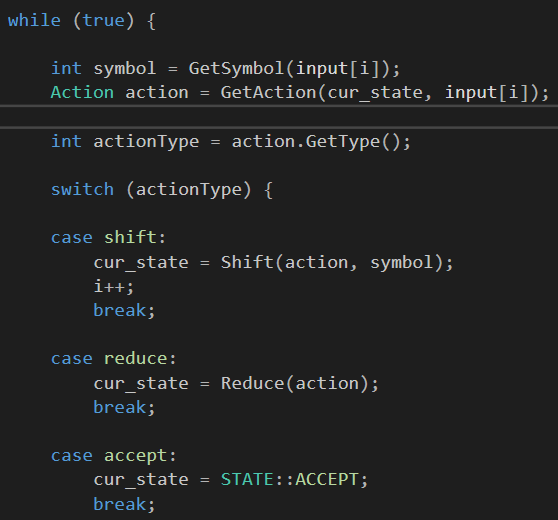 while (true) {
int symbol = GetSymbol(input[i]);
Action action = GetAction(cur_state, input[i]);
int actionType = action.GetType();
switch (actionType) {
case shift:
cur_state = Shift(action, symbol);
i++;
break;
case reduce:
cur_state = Reduce(action);
break;
case accept:
cur_state = STATE::ACCEPT;
break;